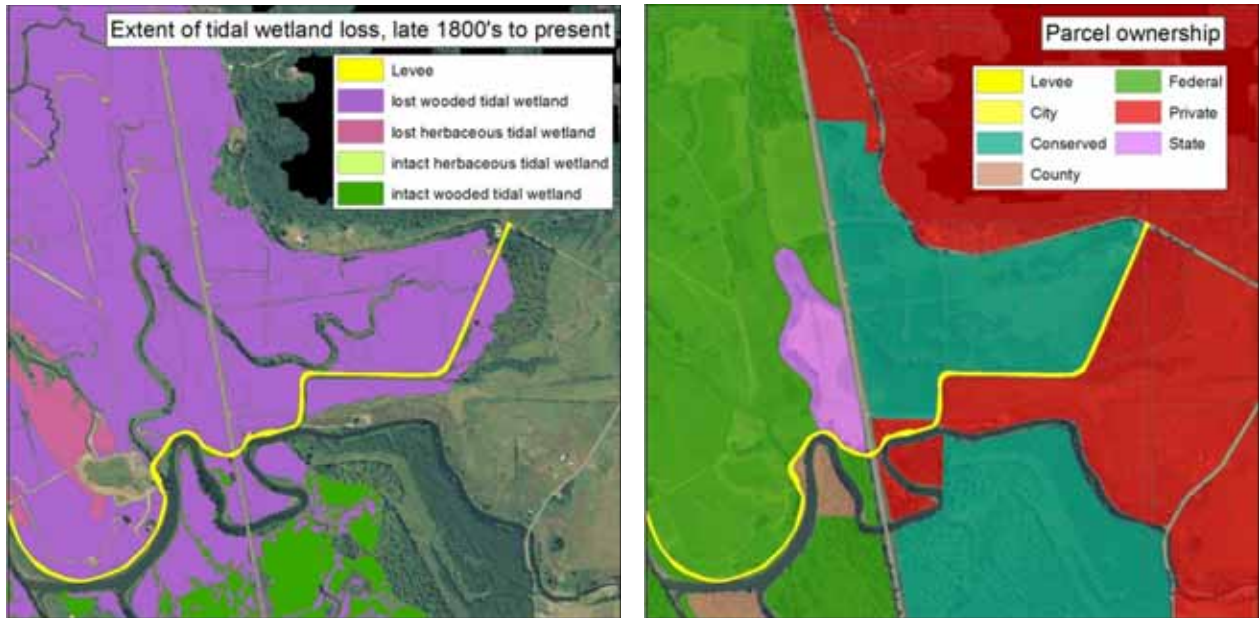 Extent of tidal wetland loss, late 1800's to present
Levee
lost wooded tidal wetland
lost herbaceous tidal wetland
intact herbaceous tidal wetland
intact wooded tidal wetland
Parcel ownership
Levee
City
Conserved
County
Federal
Private
State